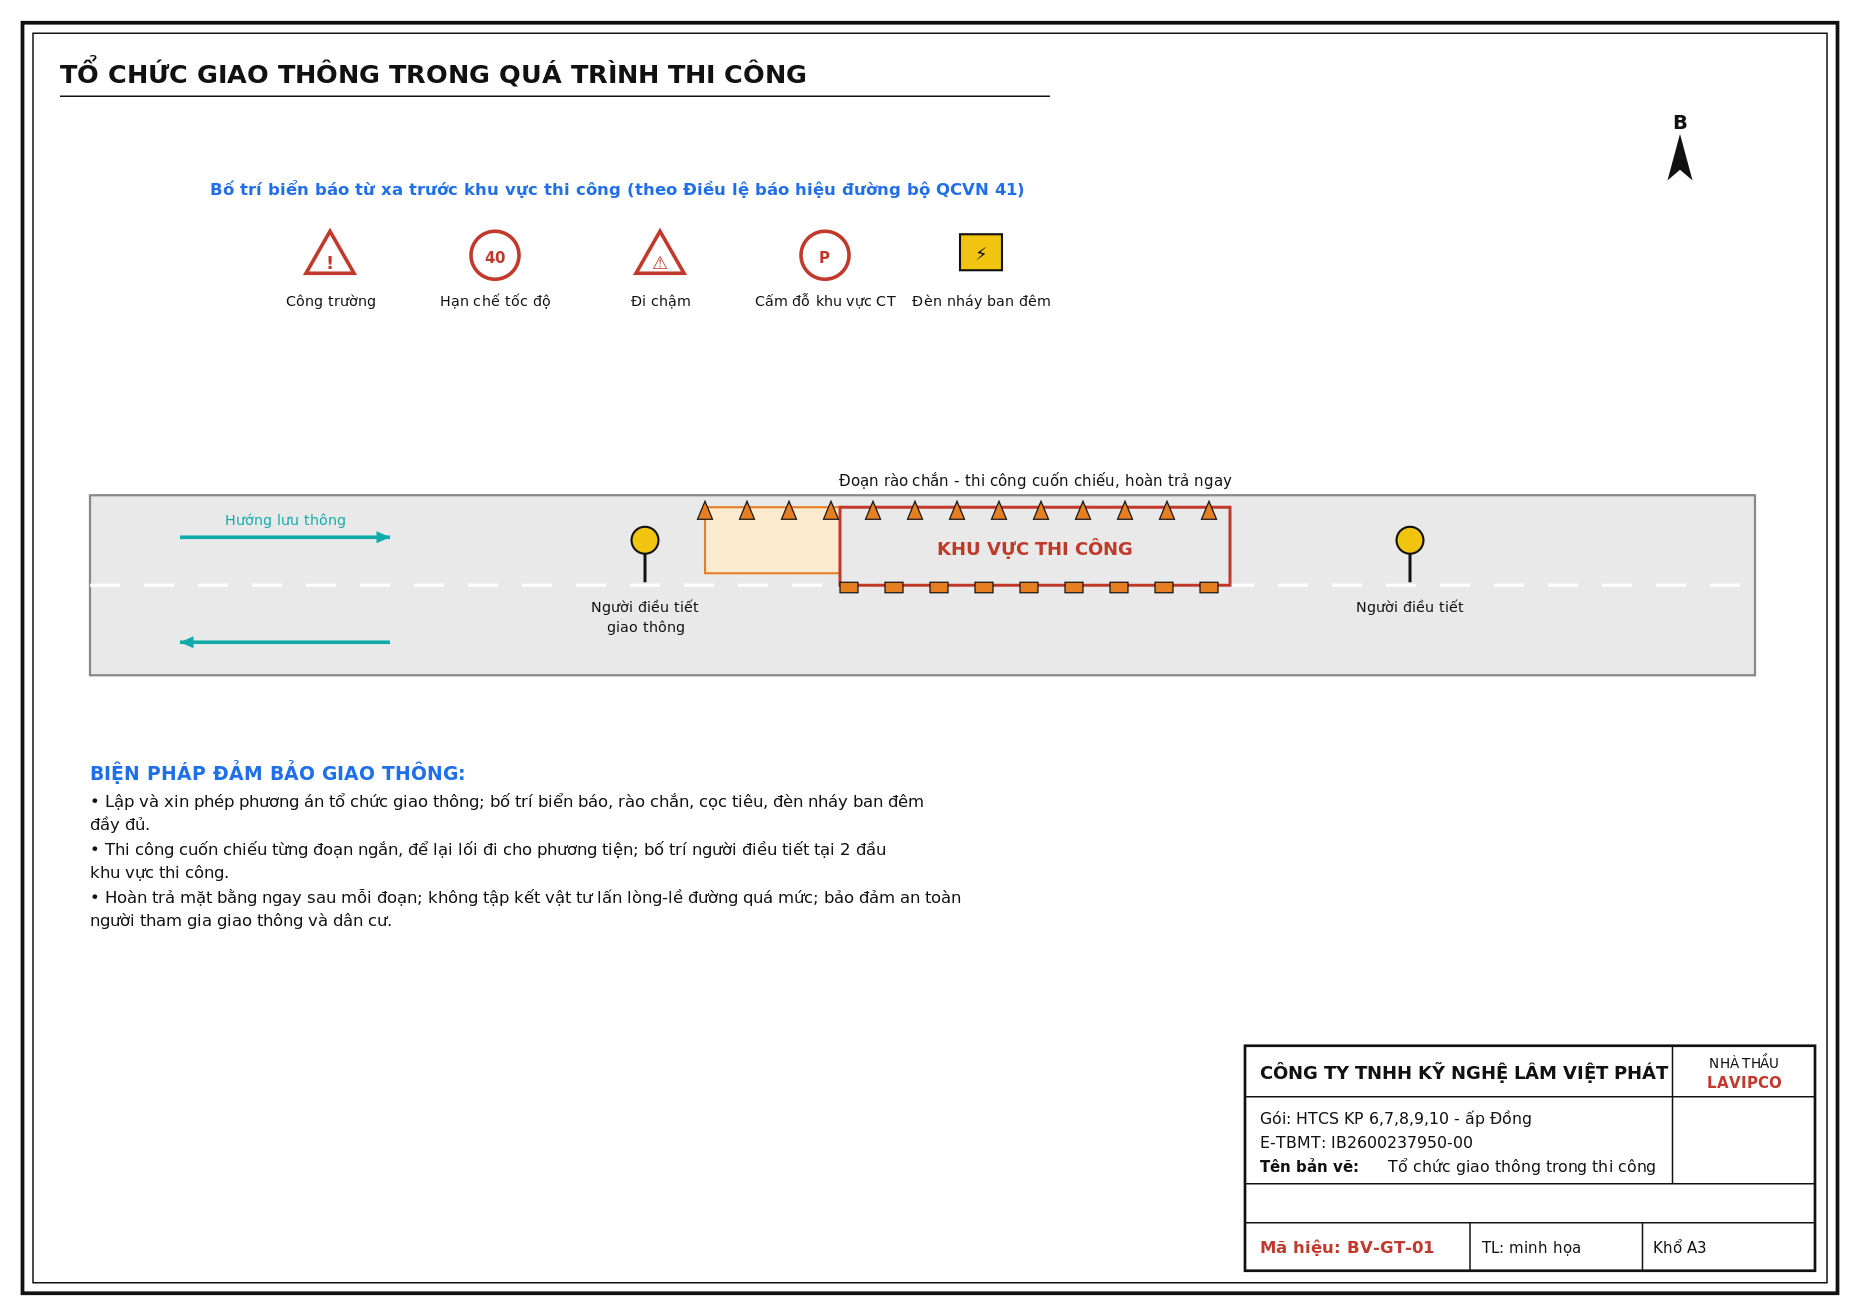 TỔ CHỨC GIAO THÔNG TRONG QUÁ TRÌNH THI CÔNG
B
Bố trí biển báo từ xa trước khu vực thi công (theo Điều lệ báo hiệu đường bộ QCVN 41)
! 40 ⚠ P ⚡
Công trường Hạn chế tốc độ Đi chậm Cấm đỗ khu vực CT Đèn nháy ban đêm
Đoạn rào chắn - thi công cuốn chiếu, hoàn trả ngay
Hướng lưu thông
KHU VỰC THI CÔNG
Người điều tiết
giao thông
Người điều tiết
BIỆN PHÁP ĐẢM BẢO GIAO THÔNG:
• Lập và xin phép phương án tổ chức giao thông; bố trí biển báo, rào chắn, cọc tiêu, đèn nháy ban đêm
đầy đủ.
• Thi công cuốn chiếu từng đoạn ngắn, để lại lối đi cho phương tiện; bố trí người điều tiết tại 2 đầu
khu vực thi công.
• Hoàn trả mặt bằng ngay sau mỗi đoạn; không tập kết vật tư lấn lòng-lề đường quá mức; bảo đảm an toàn
người tham gia giao thông và dân cư.
CÔNG TY TNHH KỸ NGHỆ LÂM VIỆT PHÁT
NHÀ THẦU
LAVIPCO
Gói: HTCS KP 6,7,8,9,10 - ấp Đồng
E-TBMT: IB2600237950-00
Tên bản vẽ: Tổ chức giao thông trong thi công
Mã hiệu: BV-GT-01 TL: minh họa Khổ A3